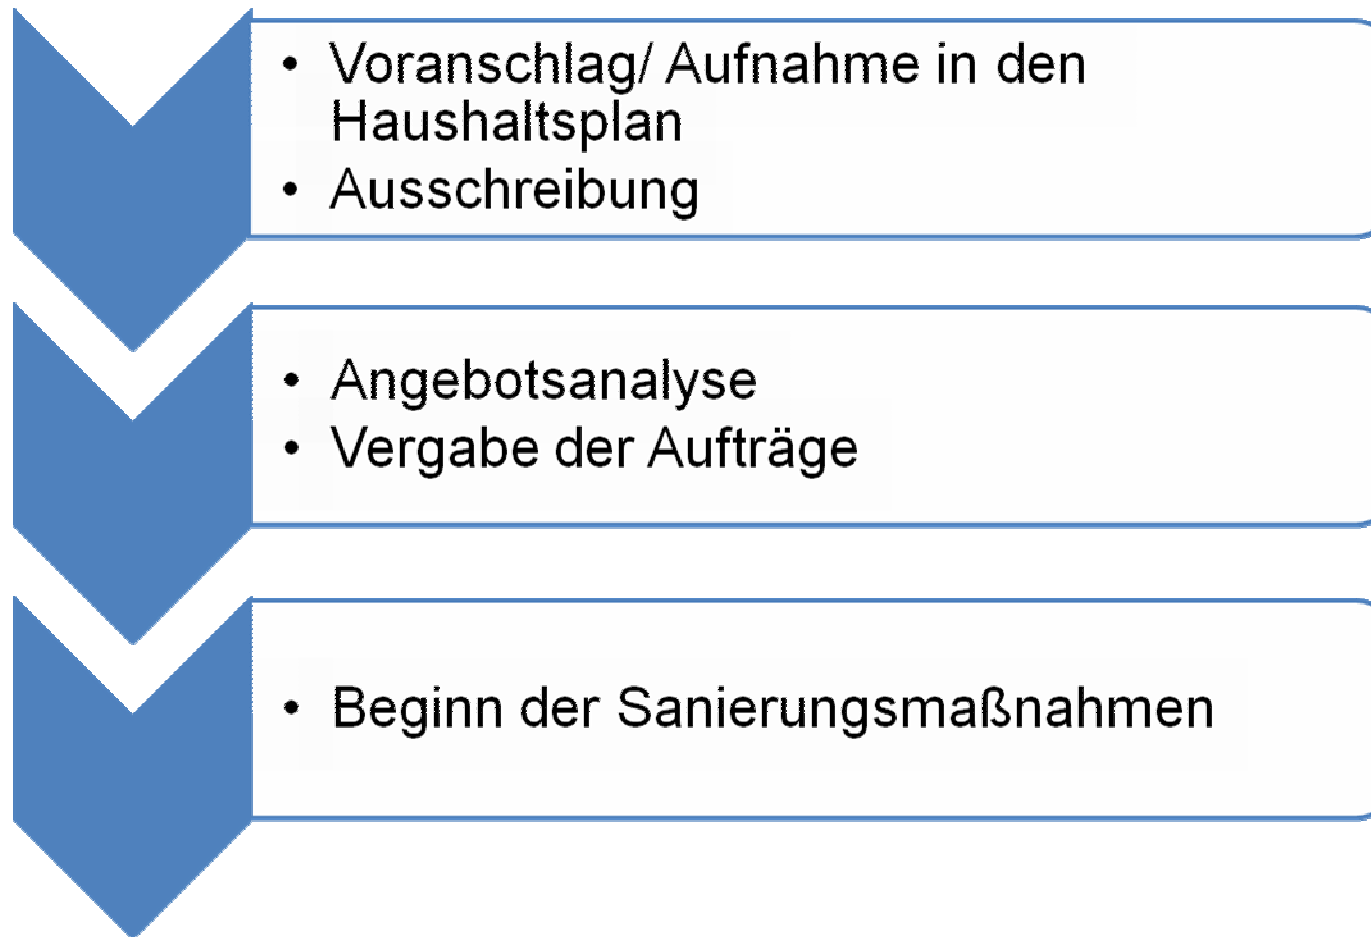 • Voranschlag/ Aufnahme in den
Haushaltsplan
• Ausschreibung
• Angebotsanalyse
• Vergabe der Aufträge
• Beginn der Sanierungsmaßnahmen